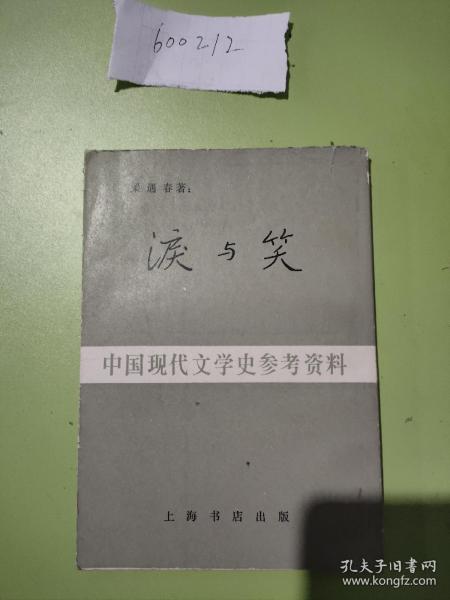 600212
梁遇春著:
淚与笑
中国现代文学史参考资料
上海书店出版
孔夫子旧书网
www.kongfz.com